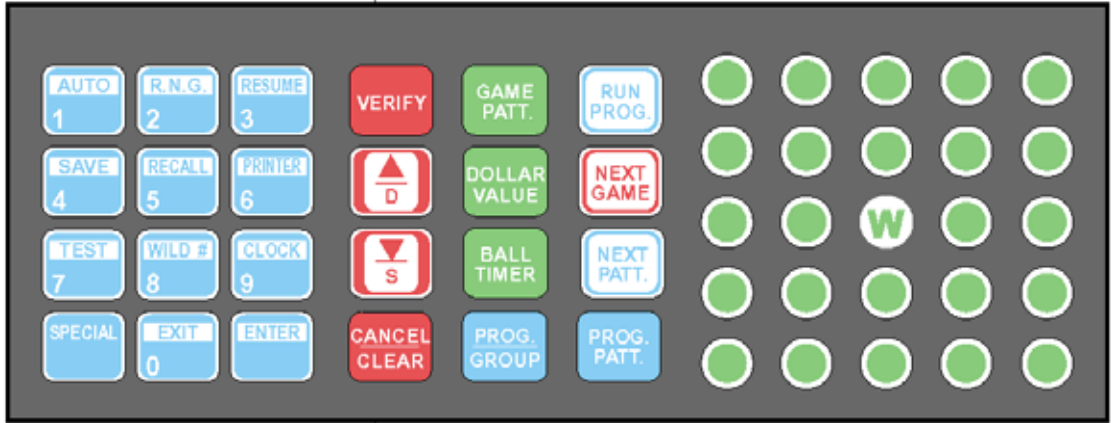 AUTO
1
R.N.G.
2
RESUME
3
VERIFY
GAME
PATT.
RUN
PROG.
SAVE
4
RECALL
5
PRINTER
6
D
DOLLAR
VALUE
NEXT
GAME
TEST
7
WILD #
8
CLOCK
9
S
BALL
TIMER
NEXT
PATT.
W
SPECIAL
EXIT
0
ENTER
CANCEL
CLEAR
PROG.
GROUP
PROG.
PATT.